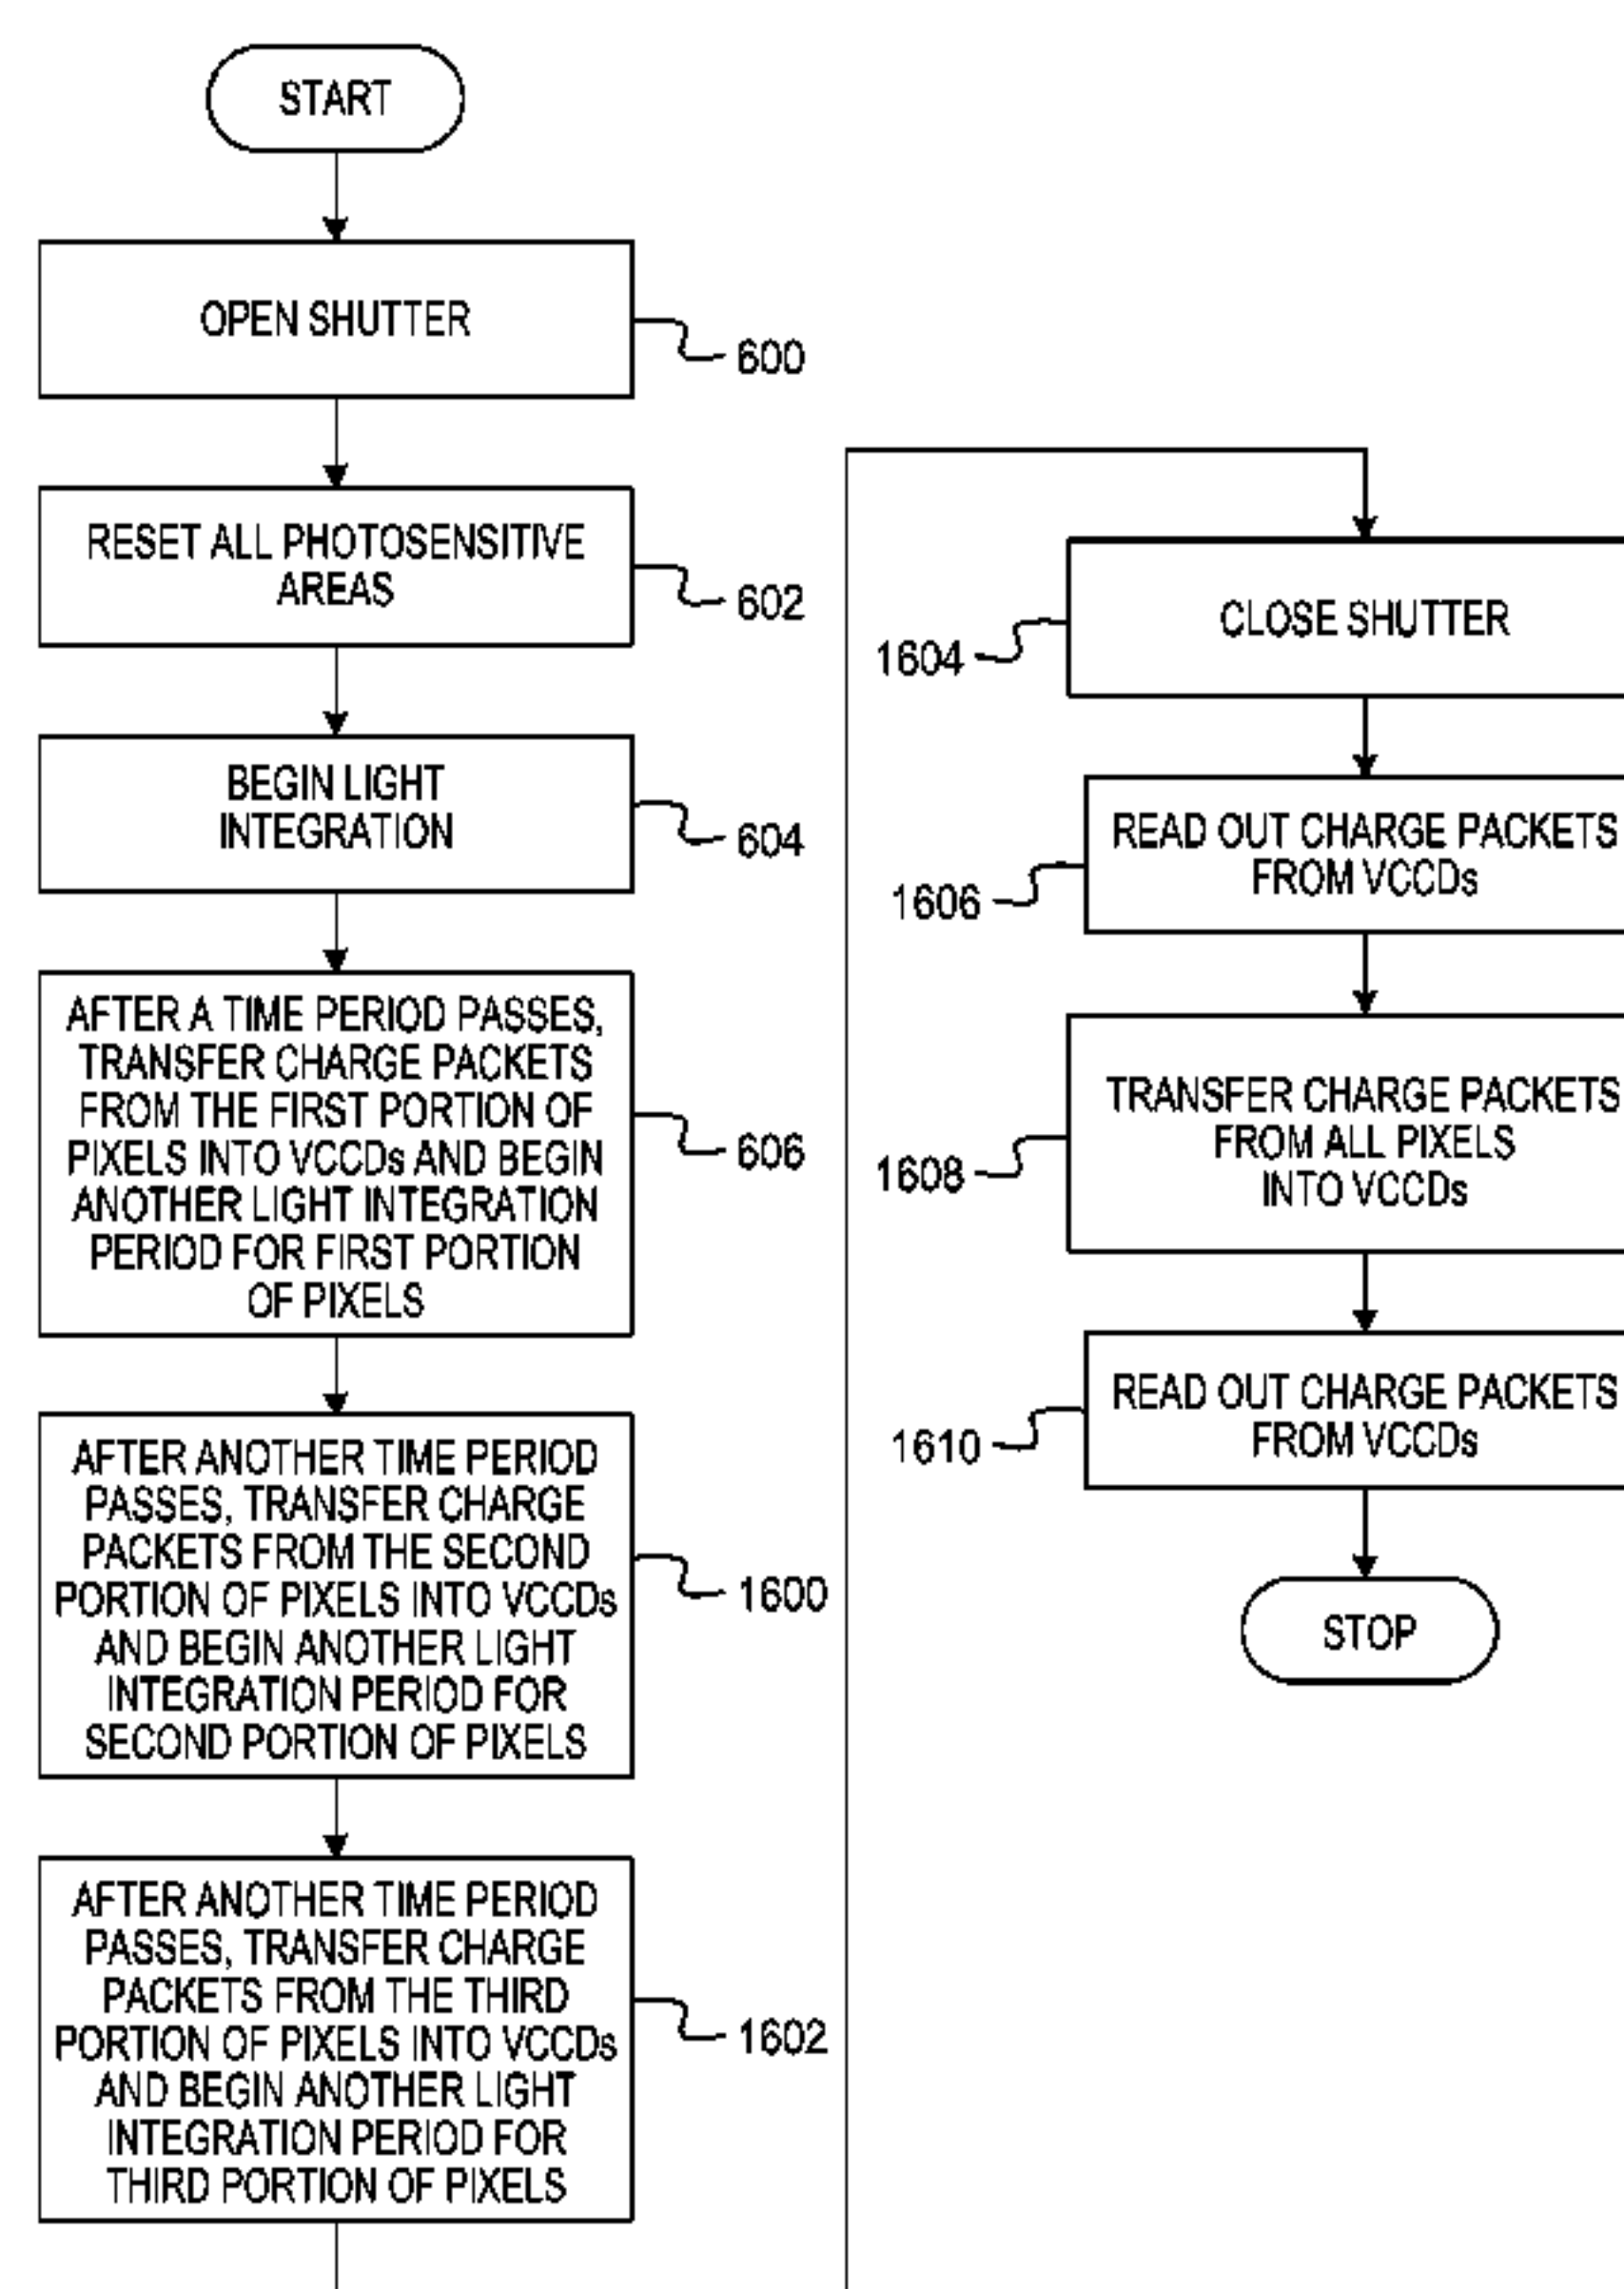 START
OPEN SHUTTER
600
RESET ALL PHOTOSENSITIVE
AREAS
602
BEGIN LIGHT
INTEGRATION
604
AFTER A TIME PERIOD PASSES,
TRANSFER CHARGE PACKETS
FROM THE FIRST PORTION OF
PIXELS INTO VCCDs AND BEGIN
ANOTHER LIGHT INTEGRATION
PERIOD FOR FIRST PORTION
OF PIXELS
606
AFTER ANOTHER TIME PERIOD
PASSES, TRANSFER CHARGE
PACKETS FROM THE SECOND
PORTION OF PIXELS INTO VCCDs
AND BEGIN ANOTHER LIGHT
INTEGRATION PERIOD FOR
SECOND PORTION OF PIXELS
1600
AFTER ANOTHER TIME PERIOD
PASSES, TRANSFER CHARGE
PACKETS FROM THE THIRD
PORTION OF PIXELS INTO VCCDs
AND BEGIN ANOTHER LIGHT
INTEGRATION PERIOD FOR
THIRD PORTION OF PIXELS
1602
CLOSE SHUTTER
1604
READ OUT CHARGE PACKETS
FROM VCCDs
1606
TRANSFER CHARGE PACKETS
FROM ALL PIXELS
INTO VCCDs
1608
READ OUT CHARGE PACKETS
FROM VCCDs
1610
STOP